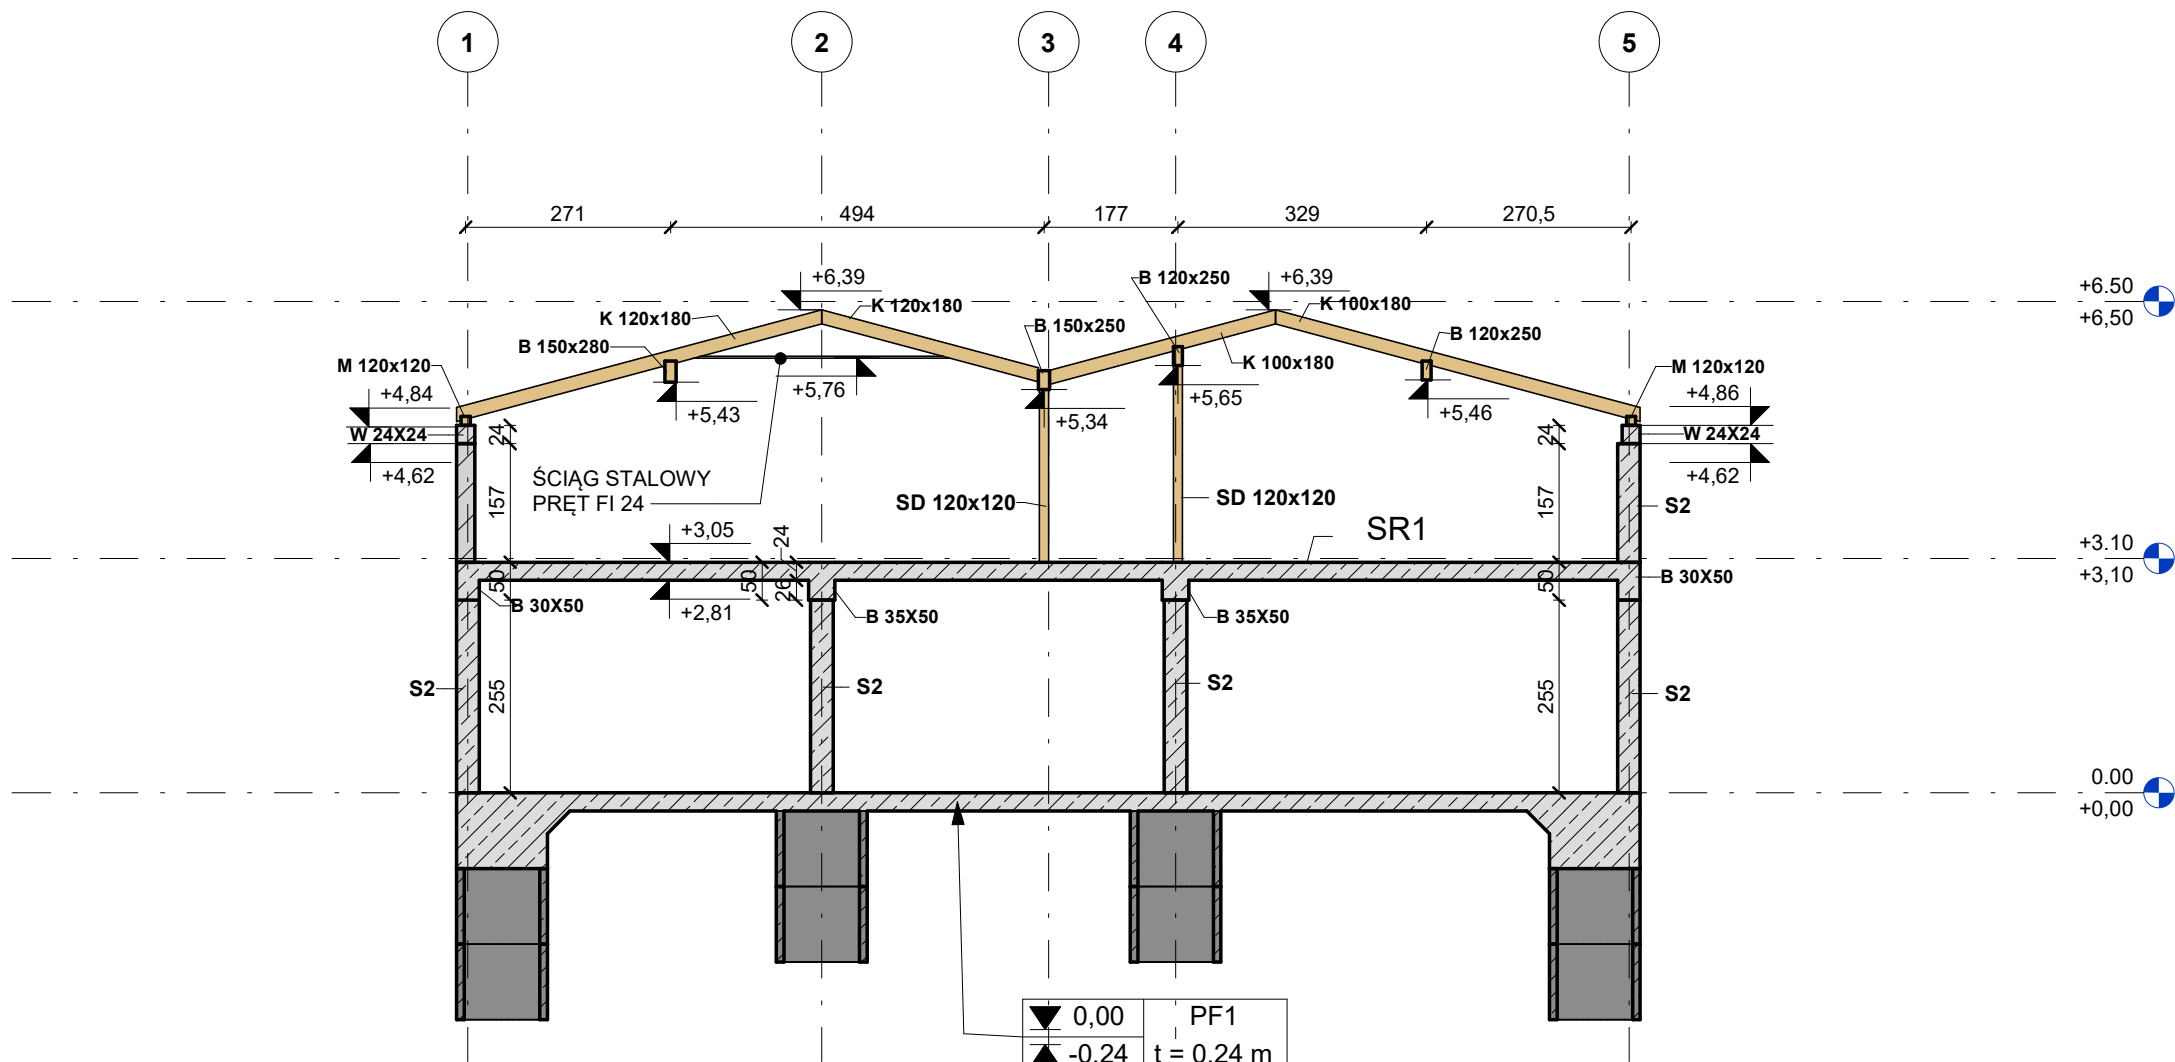 1
2
3
4
5
271
494
177
329
270,5
+6,39
B 120x250
+6,39
+6.50
+6,50
K 120x180
K 120x180
K 100x180
B 150x250
B 120x250
B 150x280
K 100x180
M 120x120
M 120x120
+4,84
+5,43
+5,76
+5,34
+5,65
+5,46
+4,86
W 24X24
24
24
W 24X24
+4,62
+4,62
ŚCIĄG STALOWY
PRĘT FI 24
157
SD 120x120
SD 120x120
157
S2
+3,05
24
SR1
+3.10
+3,10
50
50
26
50
B 30X50
B 30X50
+2,81
B 35X50
B 35X50
S2
255
S2
S2
255
S2
0.00
+0,00
0,00
PF1
-0,24
t = 0,24 m